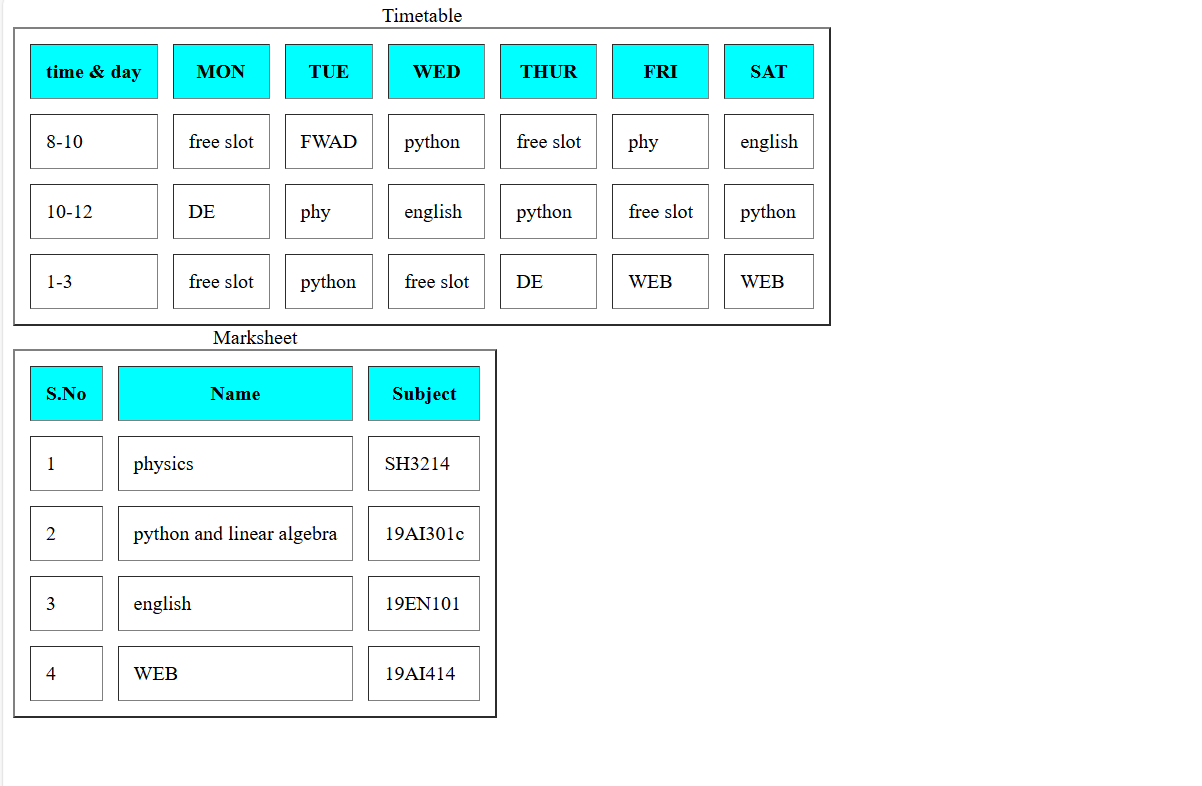 Timetable
time & day MON TUE WED THUR FRI SAT
8-10 free slot FWAD python free slot phy english
10-12 DE phy english python free slot python
1-3 free slot python free slot DE WEB WEB
Marksheet
S.No Name Subject
1 physics SH3214
2 python and linear algebra 19AI301c
3 english 19EN101
4 WEB 19AI414